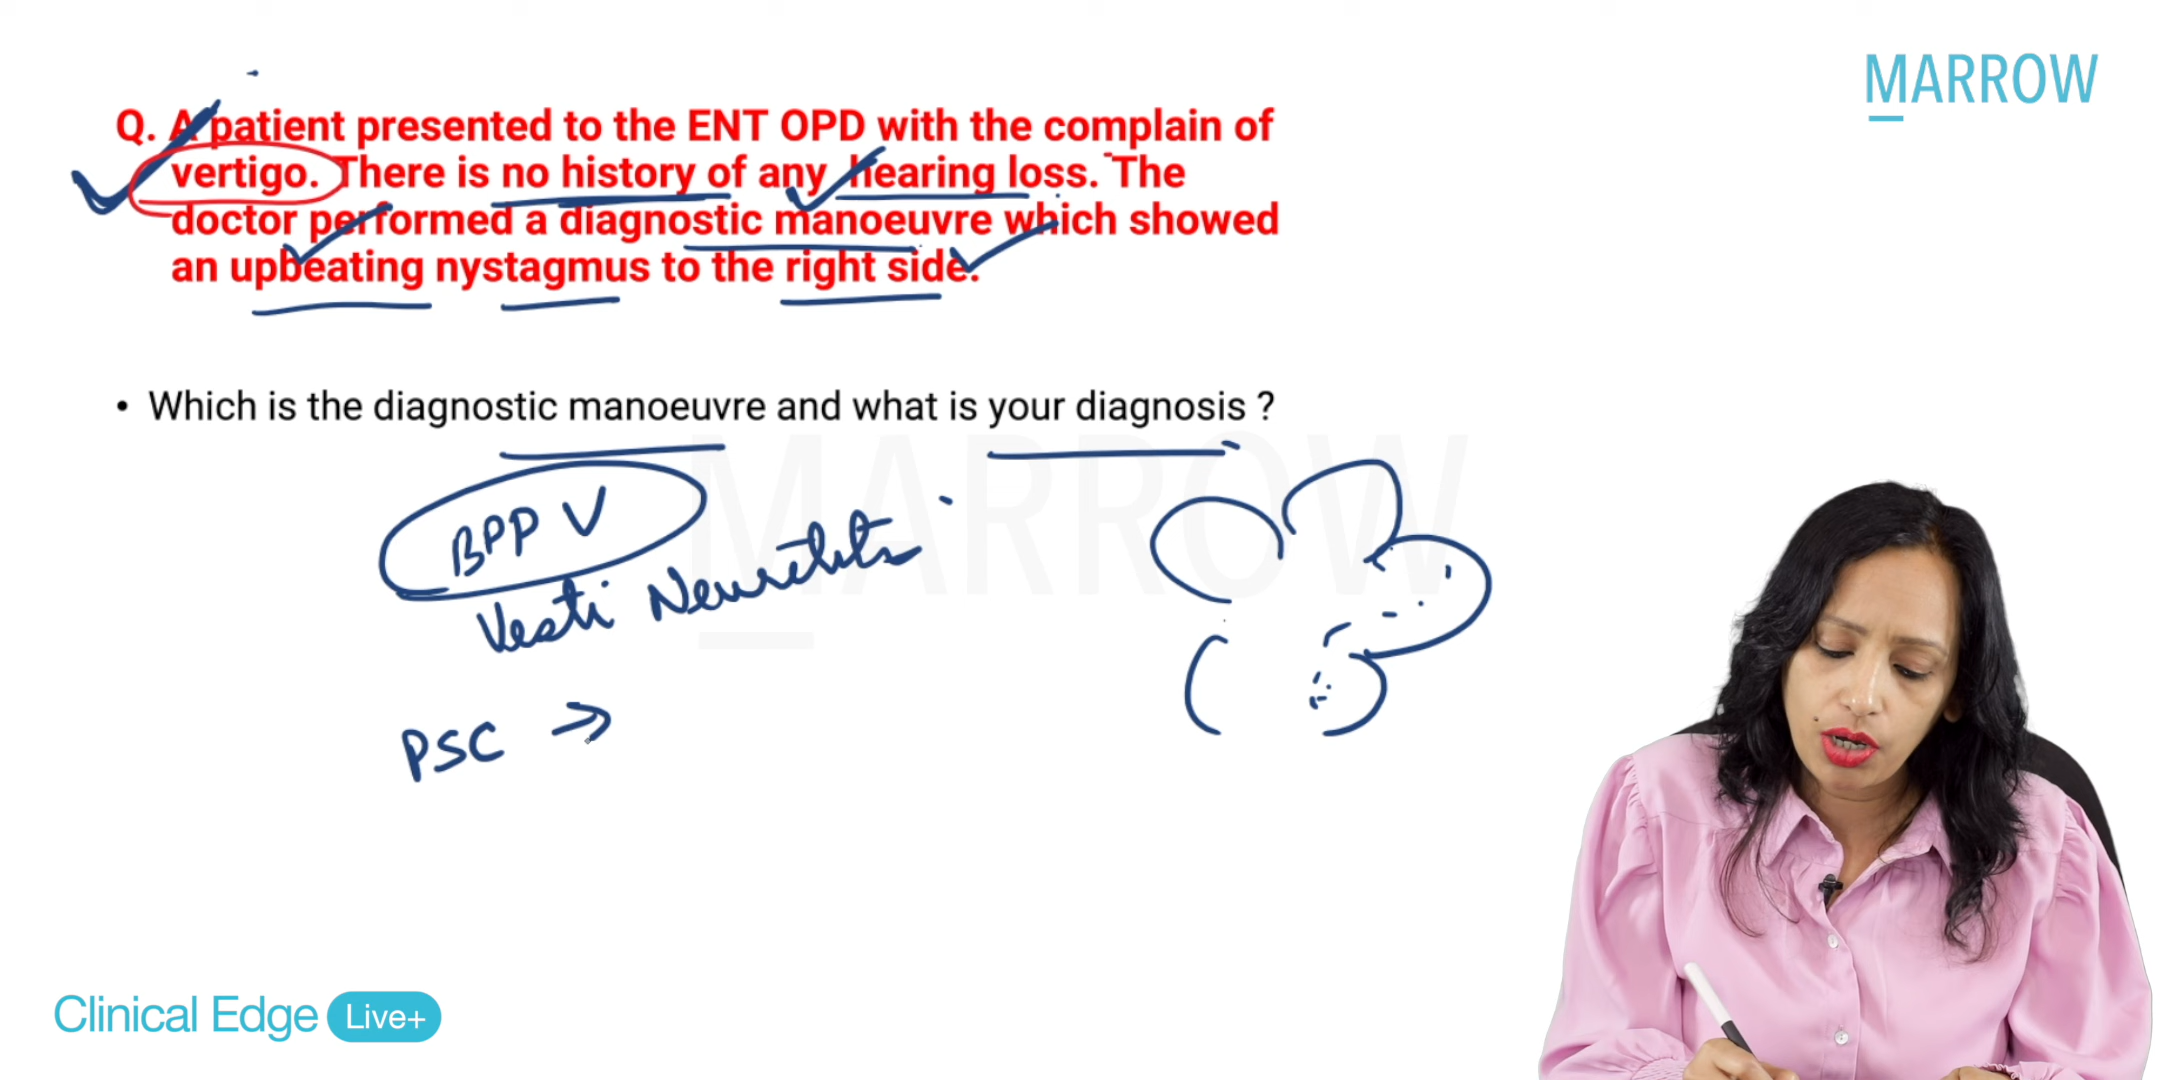 MARROW
Q. A patient presented to the ENT OPD with the complain of
vertigo. There is no history of any hearing loss. The
doctor performed a diagnostic manoeuvre which showed
an upbeating nystagmus to the right side.
• Which is the diagnostic manoeuvre and what is your diagnosis ?
MARROW
BPPV
Vesti Neuritits
PSC →
Clinical Edge Live+